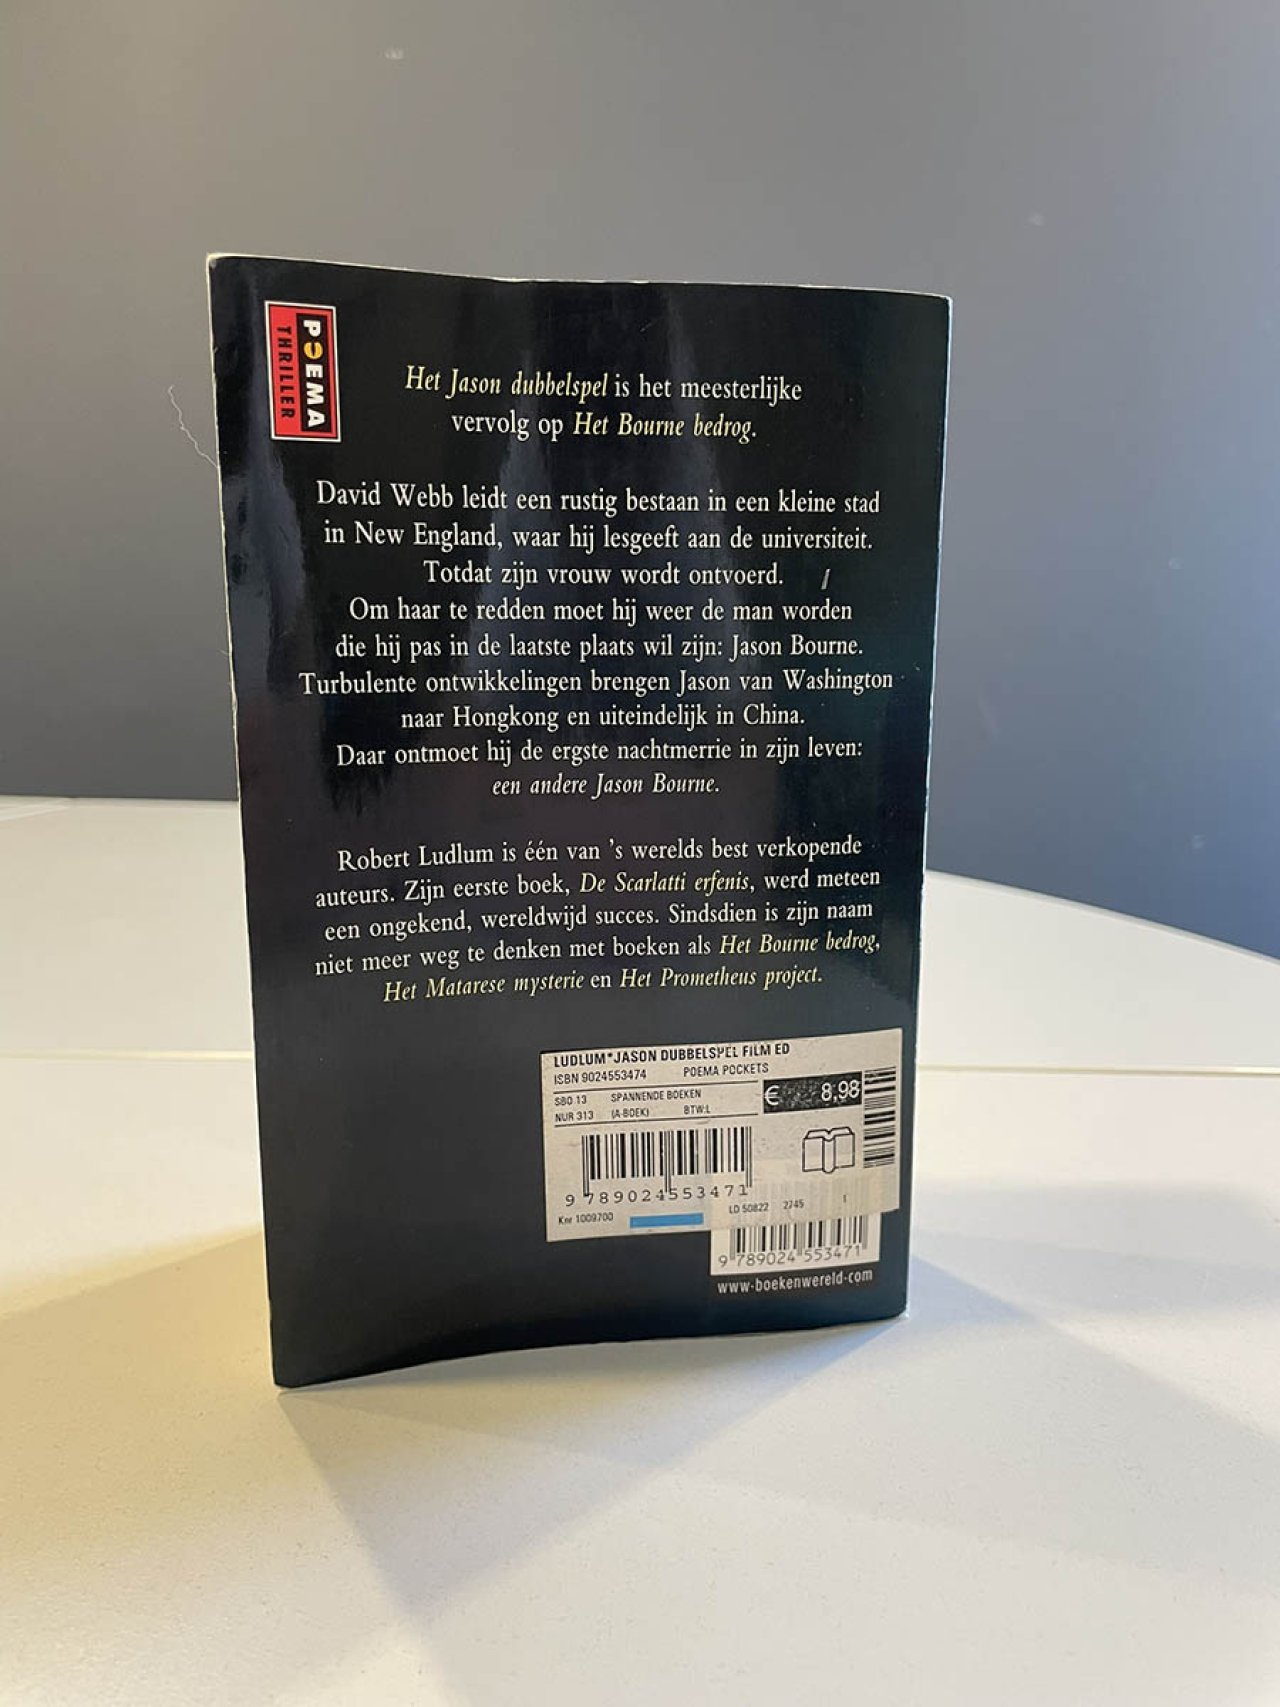 POEMA
THRILLER
Het Jason dubbelspel is het meesterlijke
vervolg op Het Bourne bedrog.
David Webb leidt een rustig bestaan in een kleine stad
in New England, waar hij lesgeeft aan de universiteit.
Totdat zijn vrouw wordt ontvoerd.
Om haar te redden moet hij weer de man worden
die hij pas in de laatste plaats wil zijn: Jason Bourne.
Turbulente ontwikkelingen brengen Jason van Washington
naar Hongkong en uiteindelijk in China.
Daar ontmoet hij de ergste nachtmerrie in zijn leven:
een andere Jason Bourne.
Robert Ludlum is één van 's werelds best verkopende
auteurs. Zijn eerste boek, De Scarlatti erfenis, werd meteen
een ongekend, wereldwijd succes. Sindsdien is zijn naam
niet meer weg te denken met boeken als Het Bourne bedrog,
Het Matarese mysterie en Het Prometheus project.
LUDLUM*JASON DUBBELSPEL FILM ED
ISBN 9024553474 POEMA POCKETS
SBO 13 SPANNENDE BOEKEN
NUR 313 (A-BOEK) BTW:L
€ 8,98
9 789024 553471
Knr 1009700 LD 50822 2745 1
9 789024 553471
www.boekenwereld.com